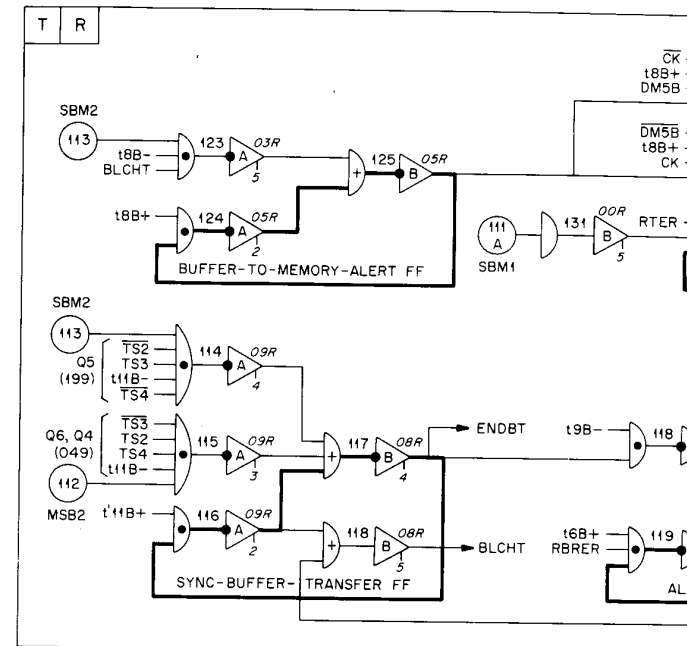 T R
CK
t8B+
DM5B
SBM2
113
t8B-
BLCHT
123 A 03R 5
+ 125 B 05R
DM5B
t8B+
CK
t8B+
124 A 05R 2
BUFFER-TO-MEMORY-ALERT FF
111 A
SBM1
131 B 00R 5
RTER
SBM2
113
Q5
(199)
TS2
TS3
t11B-
TS4
114 A 09R 4
Q6, Q4
(049)
TS3
TS2
TS4
t11B-
115 A 09R 3
112
MSB2
+ 117 B 08R 4
ENDBT
t9B-
118
t'11B+
116 A 09R 2
+ 118 B 08R 5
BLCHT
t6B+
RBRER
119
SYNC-BUFFER-TRANSFER FF
AL